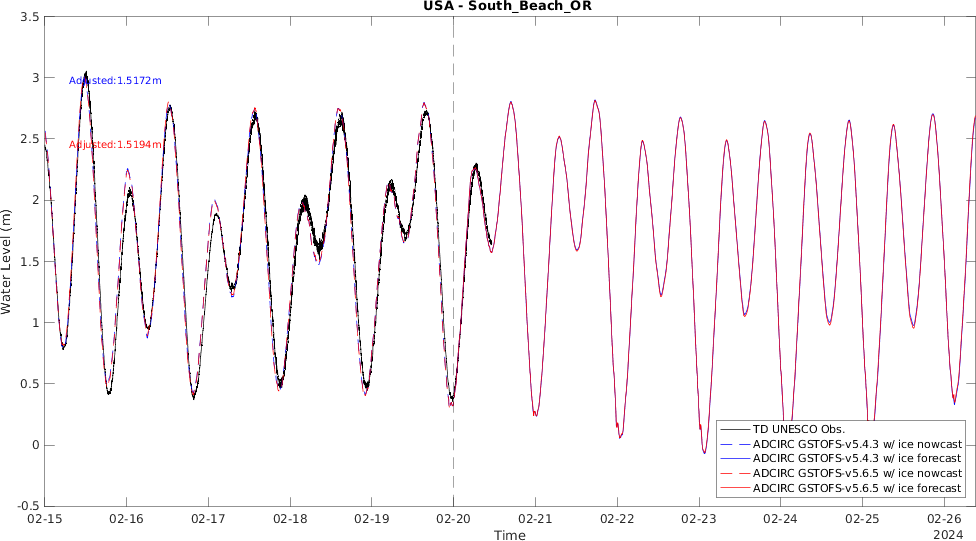 USA - South_Beach_OR
3.5
3
2.5
2
1.5
1
0.5
0
-0.5
Water Level (m)
Adjusted:1.5172m
Adjusted:1.5194m
TD UNESCO Obs.
ADCIRC GSTOFS-v5.4.3 w/ ice nowcast
ADCIRC GSTOFS-v5.4.3 w/ ice forecast
ADCIRC GSTOFS-v5.6.5 w/ ice nowcast
ADCIRC GSTOFS-v5.6.5 w/ ice forecast
02-15 02-16 02-17 02-18 02-19 02-20 02-21 02-22 02-23 02-24 02-25 02-26
Time
2024